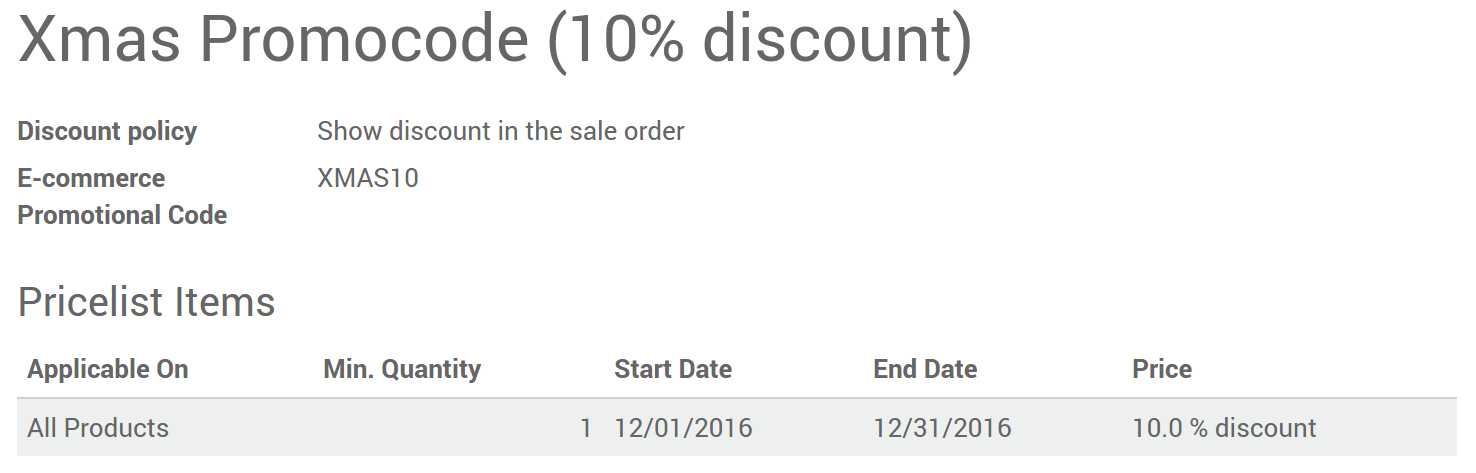 Xmas Promocode (10% discount)
Discount policy Show discount in the sale order
E-commerce XMAS10
Promotional Code
Pricelist Items
Applicable On Min. Quantity Start Date End Date Price
All Products 1 12/01/2016 12/31/2016 10.0 % discount